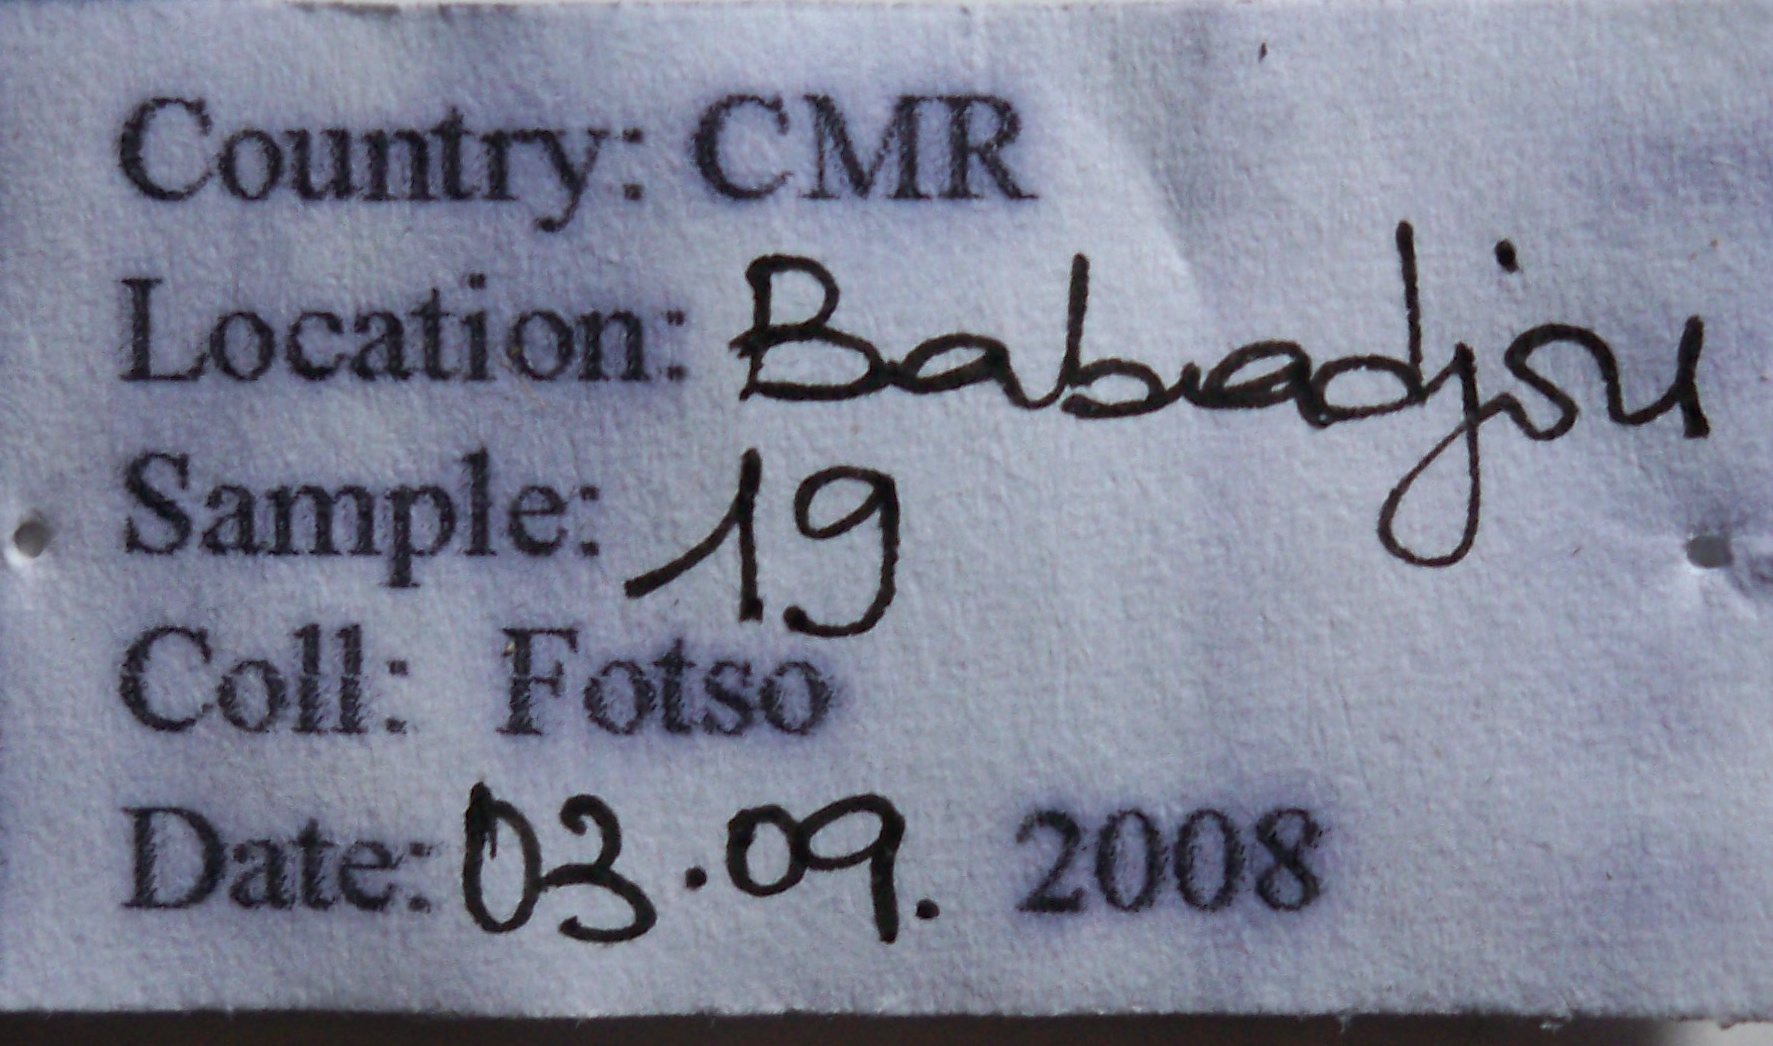 Country: CMR
Location: Babadjou
Sample: 19
Coll: Fotso
Date: 03.09. 2008